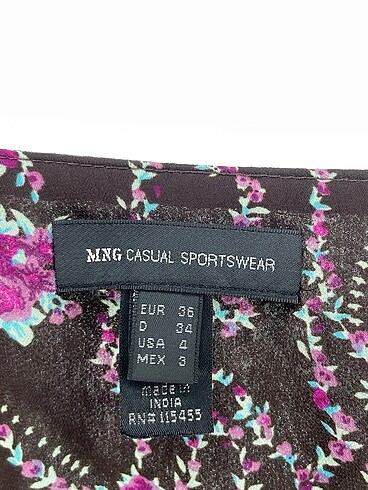 MNG CASUAL SPORTSWEAR
EUR 36
D 34
USA 4
MEX 3
made in
INDIA
RN# 115455